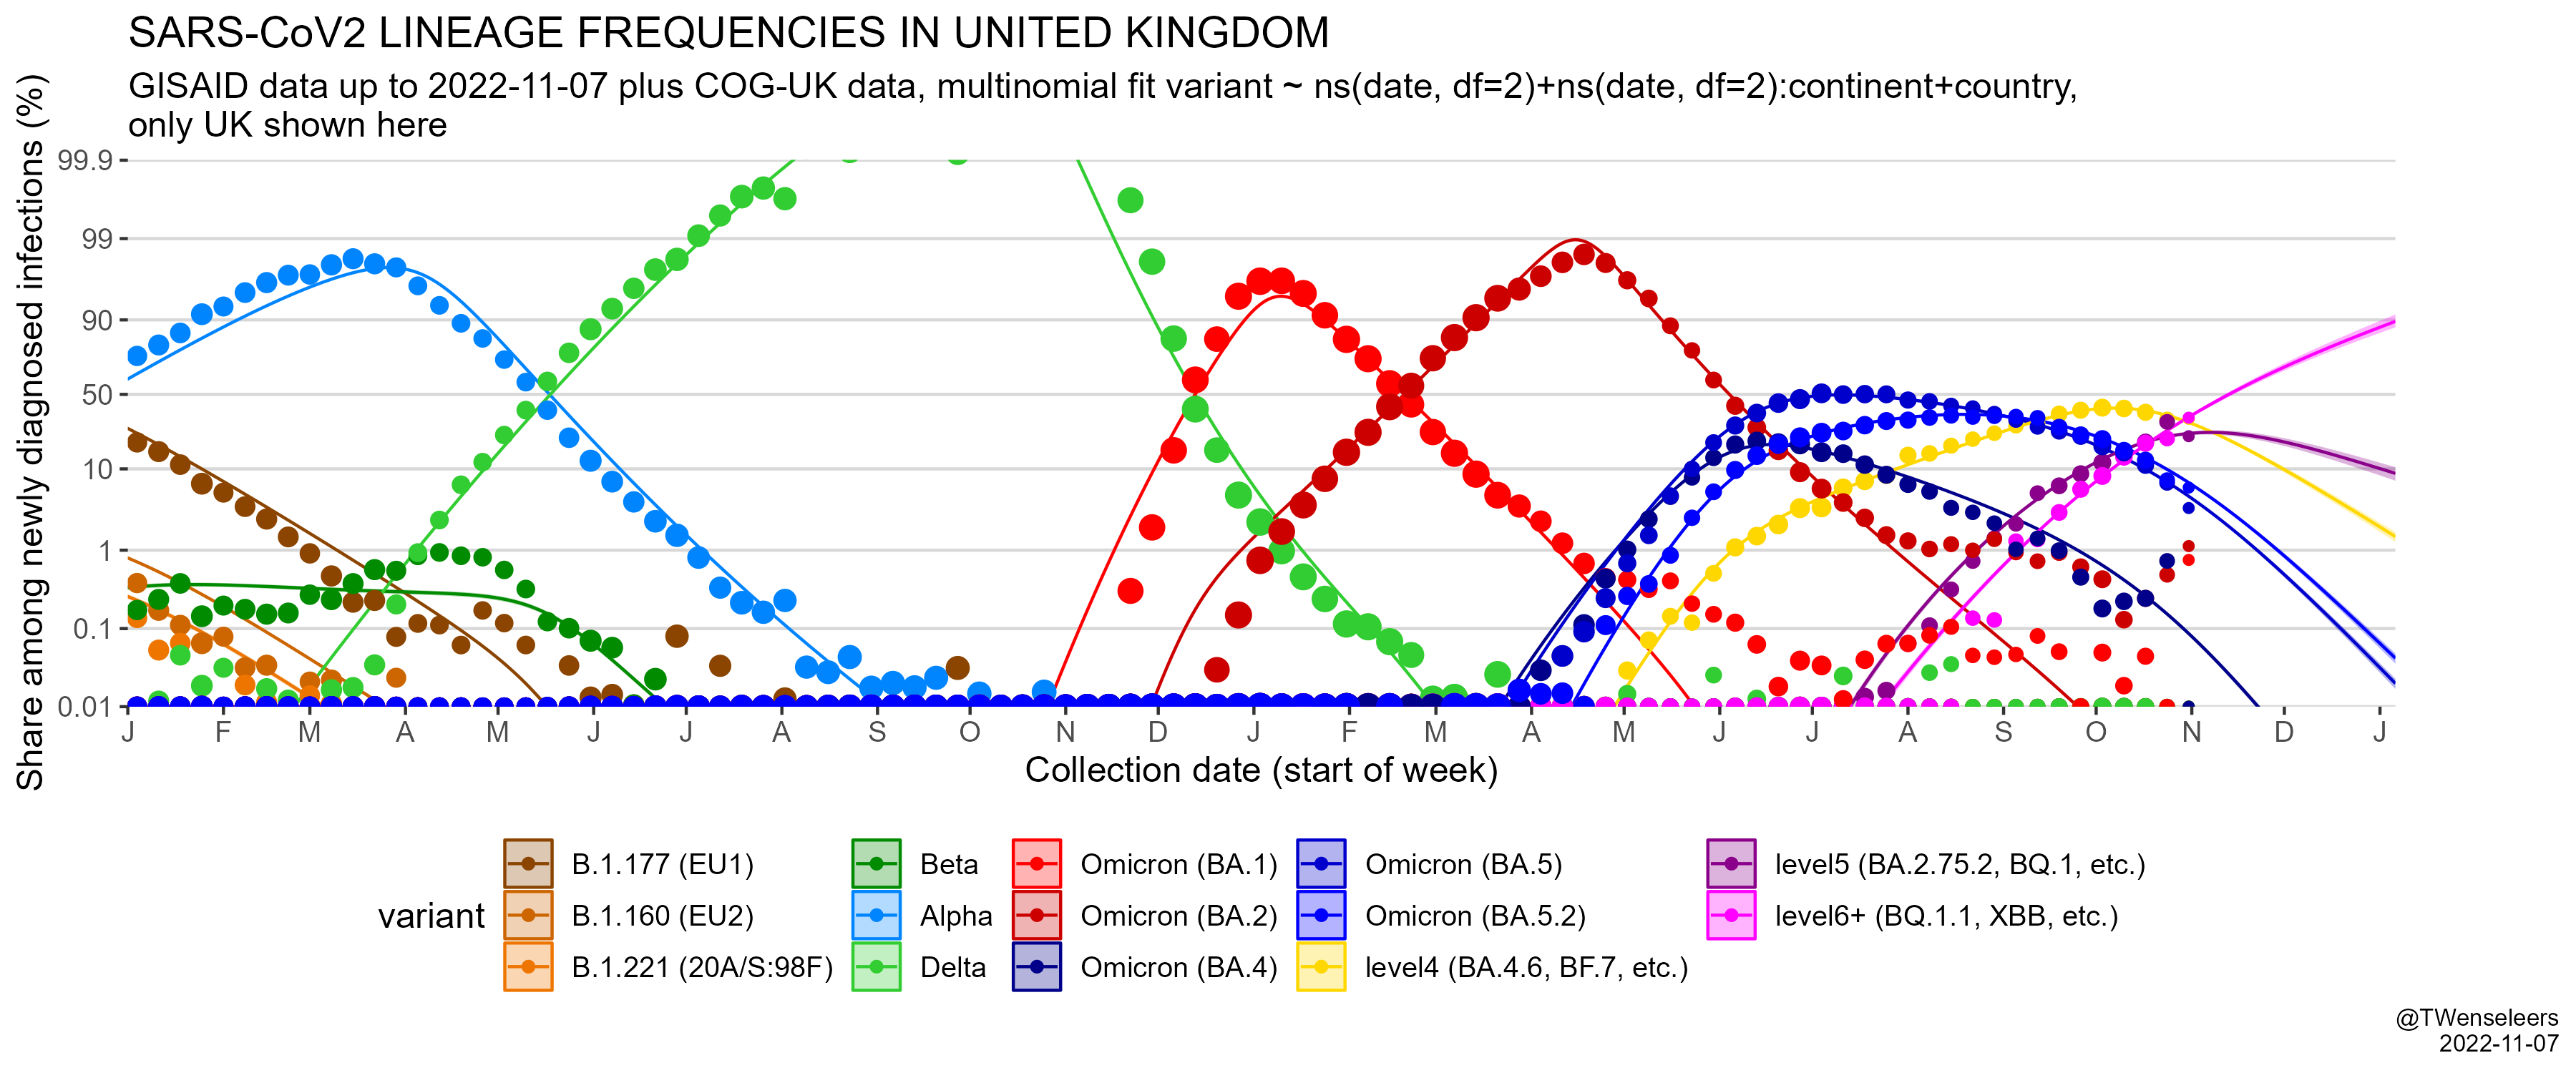 SARS-CoV2 LINEAGE FREQUENCIES IN UNITED KINGDOM
GISAID data up to 2022-11-07 plus COG-UK data, multinomial fit variant ~ ns(date, df=2)+ns(date, df=2):continent+country,
only UK shown here
Share among newly diagnosed infections (%)
99.9
99
90
50
10
1
0.1
0.01
J F M A M J J A S O N D J F M A M J J A S O N D J
Collection date (start of week)
variant
B.1.177 (EU1)
B.1.160 (EU2)
B.1.221 (20A/S:98F)
Beta
Alpha
Delta
Omicron (BA.1)
Omicron (BA.2)
Omicron (BA.4)
Omicron (BA.5)
Omicron (BA.5.2)
level4 (BA.4.6, BF.7, etc.)
level5 (BA.2.75.2, BQ.1, etc.)
level6+ (BQ.1.1, XBB, etc.)
@TWenseleers
2022-11-07